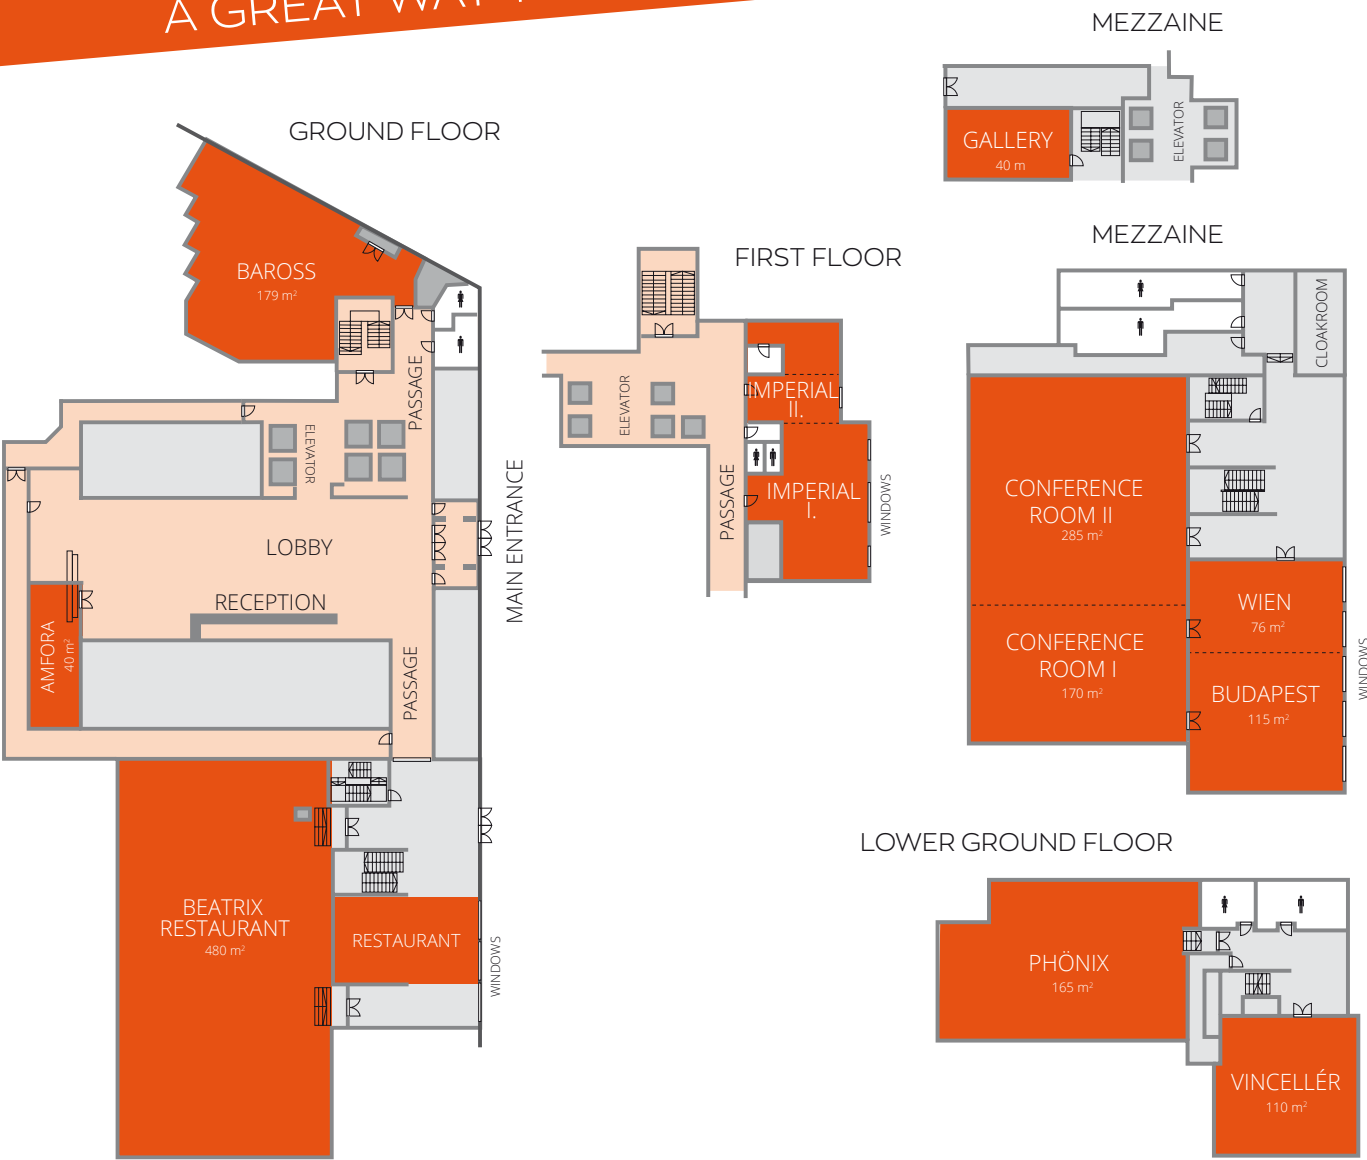 A GREAT WAY
MEZZAINE
GALLERY
40 m
ELEVATOR
GROUND FLOOR
BAROSS
179 m²
PASSAGE
ELEVATOR
LOBBY
RECEPTION
AMFORA
40 m²
PASSAGE
MAIN ENTRANCE
BEATRIX
RESTAURANT
480 m²
RESTAURANT
WINDOWS
FIRST FLOOR
ELEVATOR
IMPERIAL
II.
PASSAGE
IMPERIAL
I.
WINDOWS
MEZZAINE
CLOAKROOM
CONFERENCE
ROOM II
285 m²
CONFERENCE
ROOM I
170 m²
WIEN
76 m²
BUDAPEST
115 m²
WINDOWS
LOWER GROUND FLOOR
PHÖNIX
165 m²
VINCELLÉR
110 m²